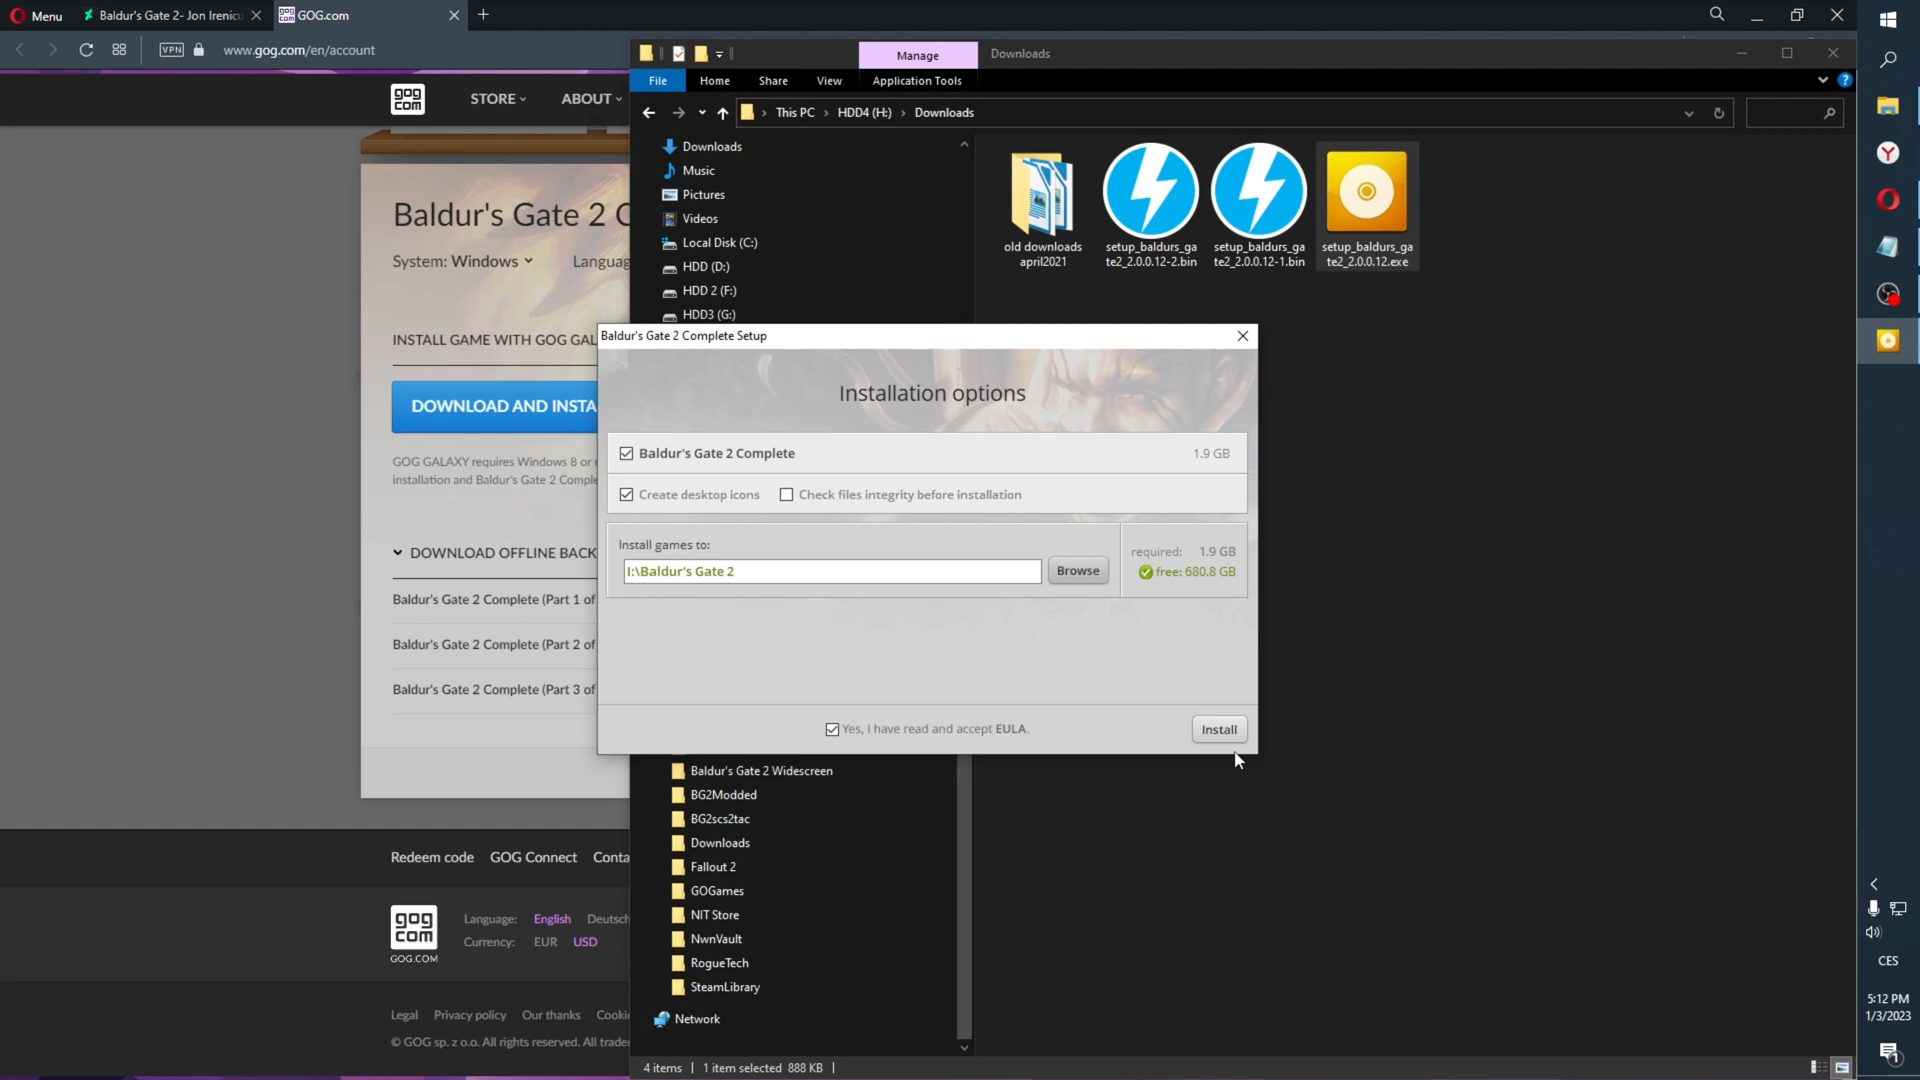 Menu
Baldur's Gate 2- Jon Irenicu
GOG.com
VPN
www.gog.com/en/account
Manage
Downloads
File
Home
Share
View
Application Tools
This PC
HDD4 (H:)
Downloads
gog
com
STORE
ABOUT
Downloads
Music
Pictures
Videos
Local Disk (C:)
HDD (D:)
HDD 2 (F:)
HDD3 (G:)
old downloads
april2021
setup_baldurs_ga
te2_2.0.0.12-2.bin
setup_baldurs_ga
te2_2.0.0.12-1.bin
setup_baldurs_ga
te2_2.0.0.12.exe
Baldur's Gate 2 C
System: Windows
Languag
INSTALL GAME WITH GOG GAL
DOWNLOAD AND INSTA
GOG GALAXY requires Windows 8 or
installation and Baldur's Gate 2 Comple
DOWNLOAD OFFLINE BACK
Baldur's Gate 2 Complete (Part 1 of
Baldur's Gate 2 Complete (Part 2 of
Baldur's Gate 2 Complete (Part 3 of
Baldur's Gate 2 Complete Setup
Installation options
Baldur's Gate 2 Complete
1.9 GB
Create desktop icons
Check files integrity before installation
Install games to:
I:\Baldur's Gate 2
Browse
required: 1.9 GB
free: 680.8 GB
Yes, I have read and accept EULA.
Install
Baldur's Gate 2 Widescreen
BG2Modded
BG2scs2tac
Downloads
Fallout 2
GOGames
NIT Store
NwnVault
RogueTech
SteamLibrary
Network
Redeem code
GOG Connect
Conta
gog
com
GOG.COM
Language: English Deutsch
Currency: EUR USD
Legal
Privacy policy
Our thanks
Cookie
© GOG sp. z o.o. All rights reserved. All trade
4 items
1 item selected 888 KB
CES
5:12 PM
1/3/2023
1